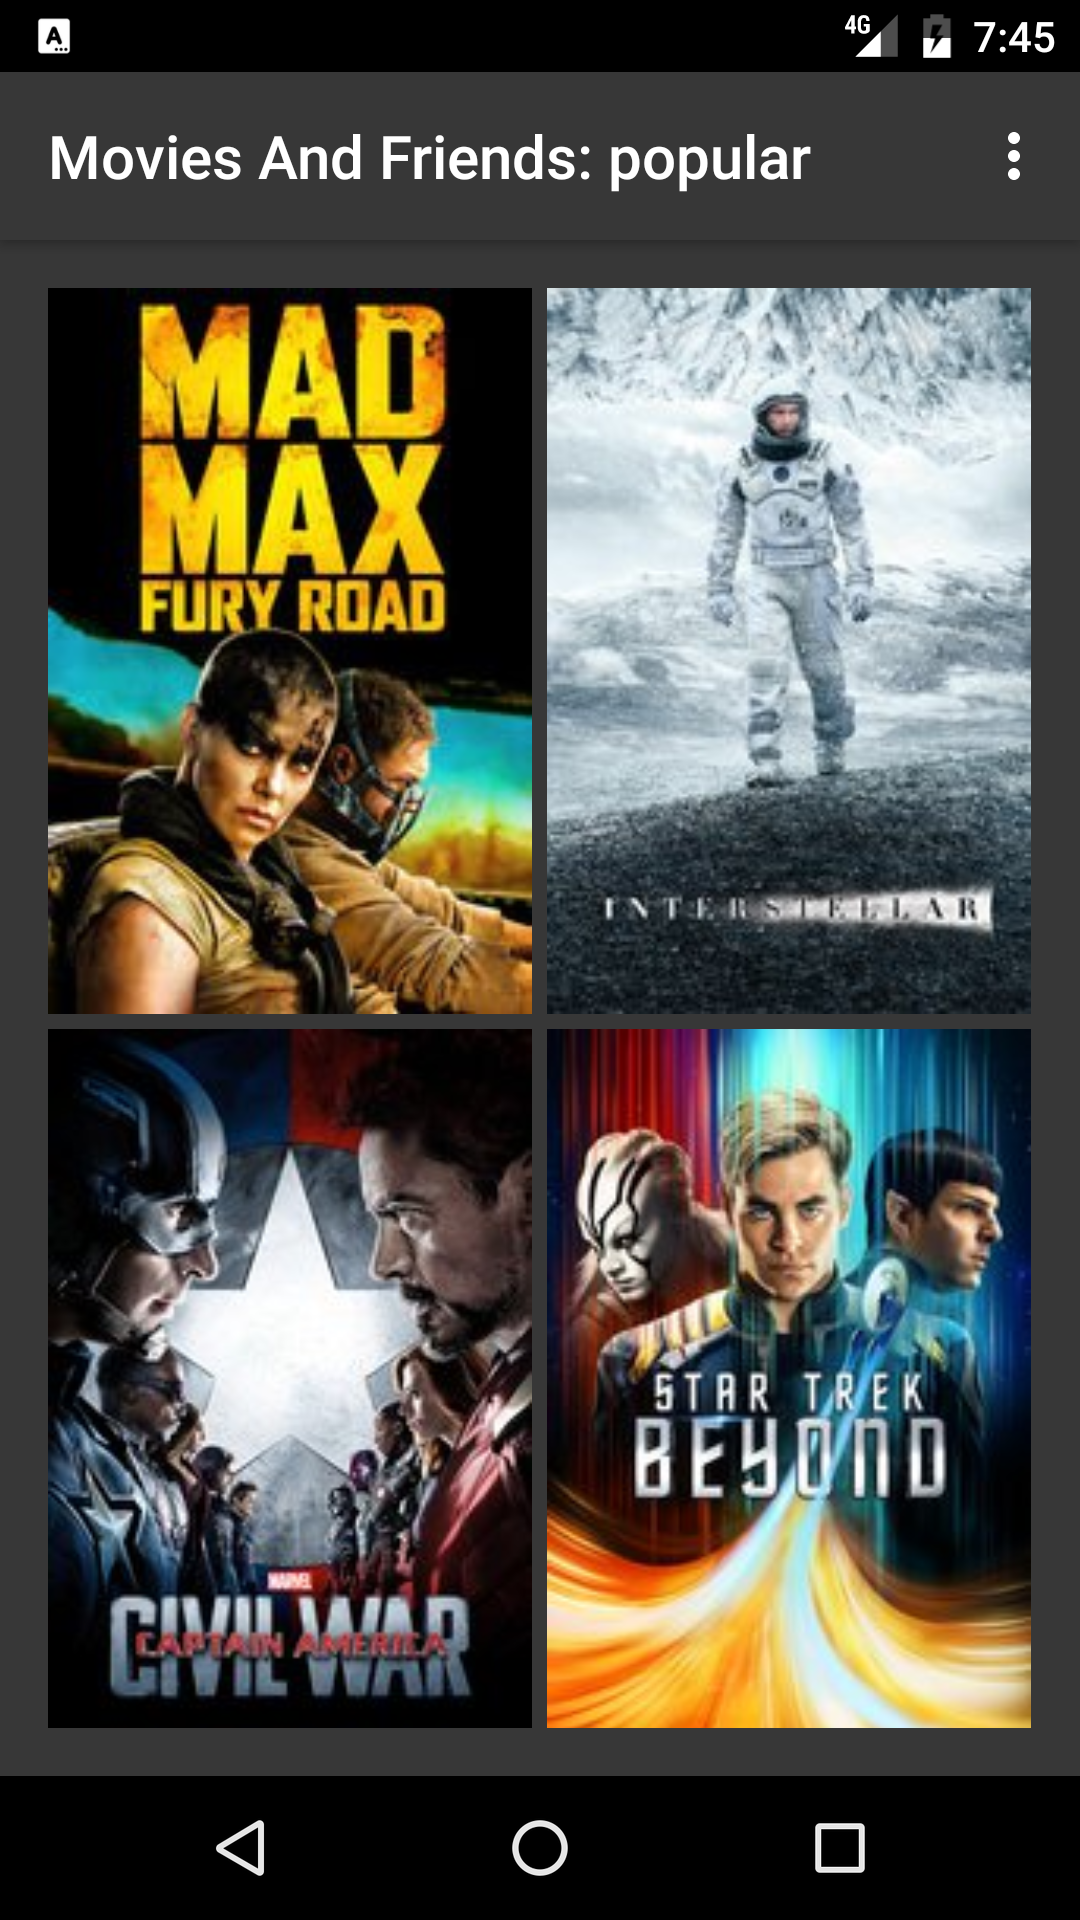 A
4G
7:45
Movies And Friends: popular
MAD
MAX
FURY ROAD
INTERSTELLAR
MARVEL
CIVIL WAR
CAPTAIN AMERICA
STAR TREK
BEYOND